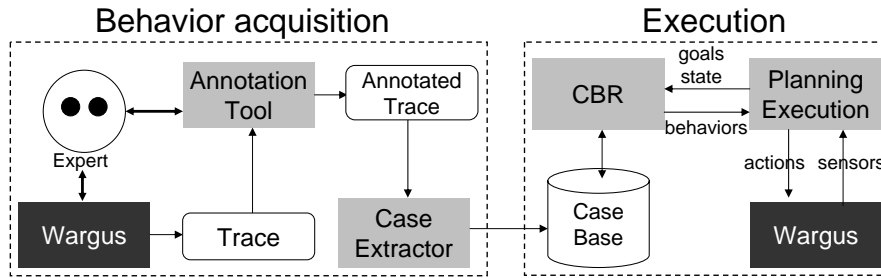 Behavior acquisition
Execution
Expert
Annotation
Tool
Annotated
Trace
Wargus
Trace
Case
Extractor
CBR
goals
state
behaviors
Planning
Execution
actions
sensors
Case
Base
Wargus